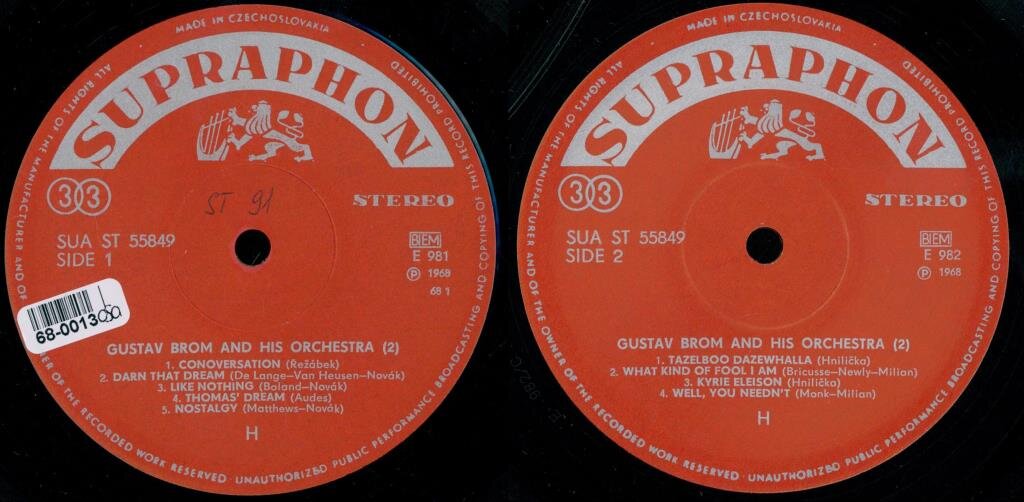 MADE IN CZECHOSLOVAKIA
ALL RIGHTS OF THE MANUFACTURER AND OF
OWNER OF THE RECORDED WORK RESERVED · UNAUTHORIZED PUBLIC PERFORMANCE BROADCASTING AND COPYING OF THIS RECORD PROHIBITED
SUPRAPHON
33
ST 91
STEREO
SUA ST 55849
SIDE 1
BIEM
E 981
℗ 1968
68 1
68-0013
GUSTAV BROM AND HIS ORCHESTRA (2)
1. CONOVERSATION (Režábek)
2. DARN THAT DREAM (De Lange-Van Heusen-Novák)
3. LIKE NOTHING (Boland-Novák)
4. THOMAS' DREAM (Audes)
5. NOSTALGY (Matthews-Novák)
H
MADE IN CZECHOSLOVAKIA
ALL RIGHTS OF THE MANUFACTURER AND OF THE OWNER OF THE RECORDED WORK RESERVED · UNAUTHORIZED PUBLIC PERFORMANCE BROADCASTING AND COPYING OF THIS RECORD PROHIBITED
SUPRAPHON
33
STEREO
SUA ST 55849
SIDE 2
BIEM
E 982
℗ 1968
GUSTAV BROM AND HIS ORCHESTRA (2)
1. TAZELBOO DAZEWHALLA (Hnilička)
2. WHAT KIND OF FOOL I AM (Bricusse-Newly-Milian)
3. KYRIE ELEISON (Hnilička)
4. WELL, YOU NEEDN'T (Monk-Milian)
H